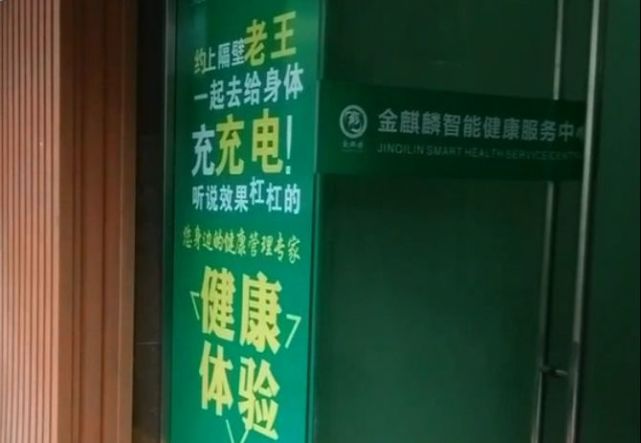 约上隔壁老王
一起去给身体
充充电!
听说效果杠杠的
您身边的健康管理专家
健康
体验
金麒麟智能健康服务中
JINQILIN SMART HEALTH SERVICE CENT